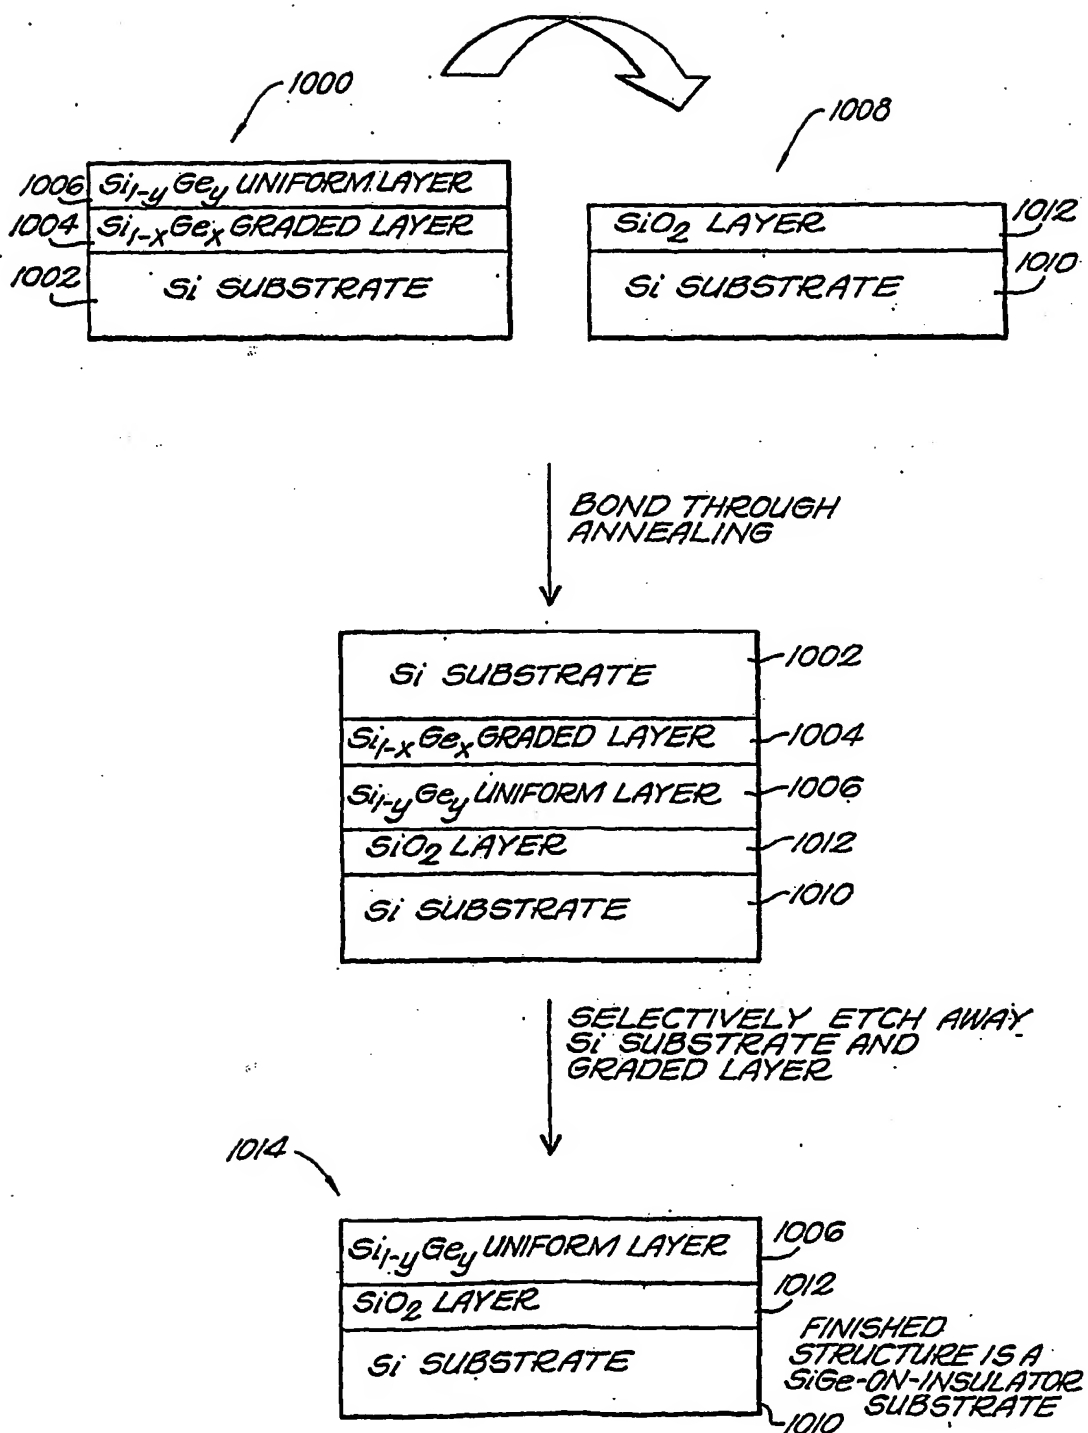 1000
1008
1006 Si1-yGey UNIFORM LAYER
1004 Si1-xGex GRADED LAYER
1002 Si SUBSTRATE
SiO2 LAYER 1012
Si SUBSTRATE 1010
BOND THROUGH
ANNEALING
Si SUBSTRATE 1002
Si1-xGex GRADED LAYER 1004
Si1-yGey UNIFORM LAYER 1006
SiO2 LAYER 1012
Si SUBSTRATE 1010
SELECTIVELY ETCH AWAY
Si SUBSTRATE AND
GRADED LAYER
1014
Si1-yGey UNIFORM LAYER 1006
SiO2 LAYER 1012
Si SUBSTRATE 1010
FINISHED
STRUCTURE IS A
SiGe-ON-INSULATOR
SUBSTRATE